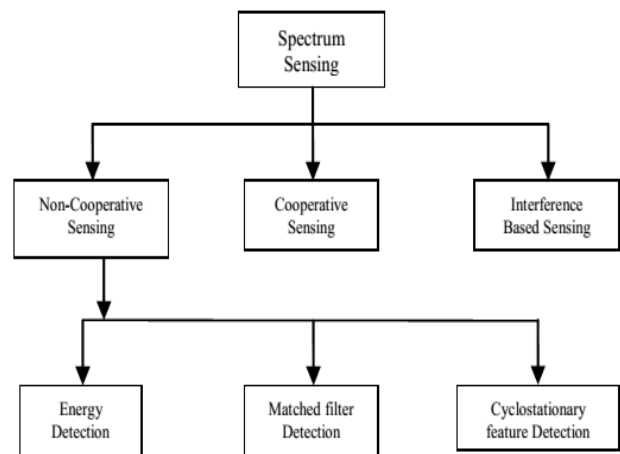 Spectrum
Sensing
Non-Cooperative
Sensing
Cooperative
Sensing
Interference
Based Sensing
Energy
Detection
Matched filter
Detection
Cyclostationary
feature Detection